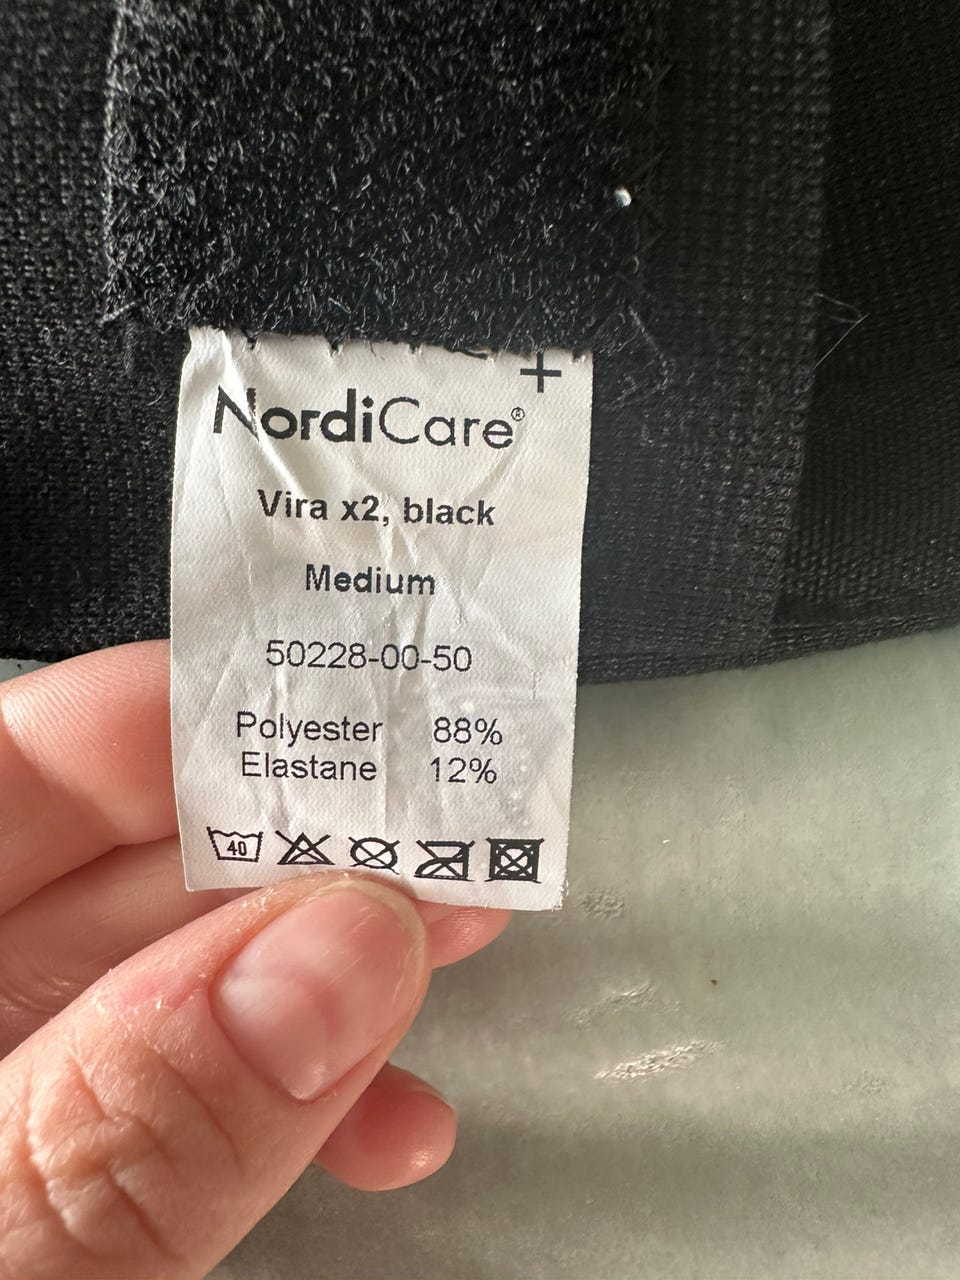 NordiCare®
Vira x2, black
Medium
50228-00-50
Polyester 88%
Elastane 12%
40